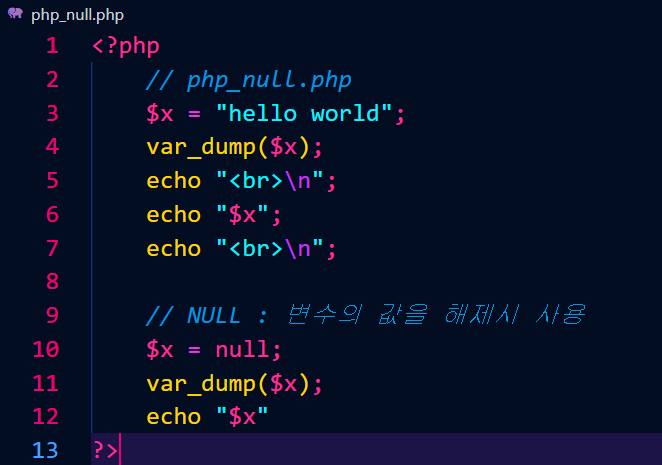 php_null.php
1 <?php
2 // php_null.php
3 $x = "hello world";
4 var_dump($x);
5 echo "<br>\n";
6 echo "$x";
7 echo "<br>\n";
8
9 // NULL : 변수의 값을 해제시 사용
10 $x = null;
11 var_dump($x);
12 echo "$x"
13 ?>